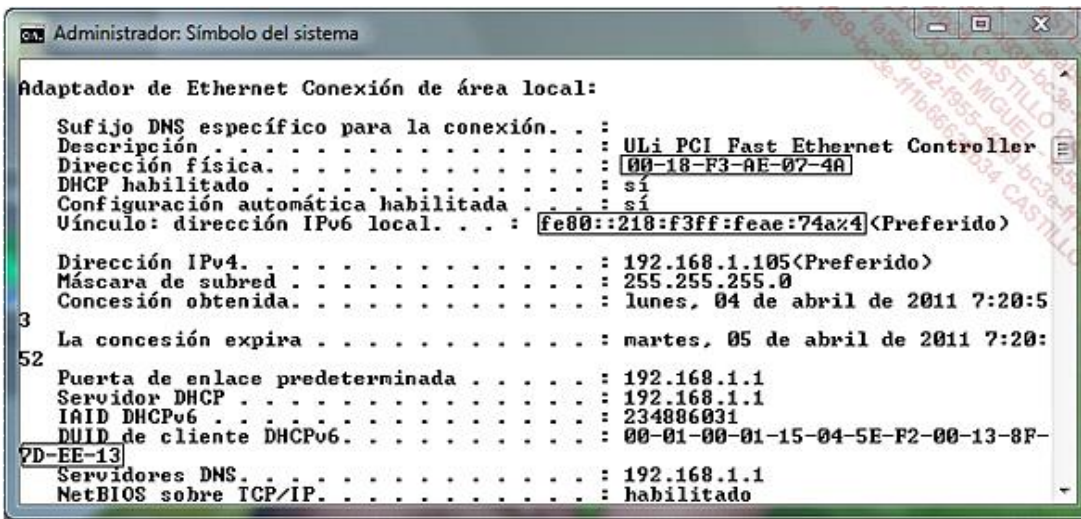 Administrador: Símbolo del sistema
Adaptador de Ethernet Conexión de área local:
Sufijo DNS específico para la conexión. . :
Descripción . . . . . . . . . . . . . . . : ULi PCI Fast Ethernet Controller
Dirección física. . . . . . . . . . . . . : 00-18-F3-AE-07-4A
DHCP habilitado . . . . . . . . . . . . . : sí
Configuración automática habilitada . . . : sí
Vínculo: dirección IPv6 local. . . : fe80::218:f3ff:feae:74a%4(Preferido)
Dirección IPv4. . . . . . . . . . . . . . : 192.168.1.105(Preferido)
Máscara de subred . . . . . . . . . . . . : 255.255.255.0
Concesión obtenida. . . . . . . . . . . . : lunes, 04 de abril de 2011 7:20:5
3
La concesión expira . . . . . . . . . . . : martes, 05 de abril de 2011 7:20:
52
Puerta de enlace predeterminada . . . . . : 192.168.1.1
Servidor DHCP . . . . . . . . . . . . . . : 192.168.1.1
IAID DHCPv6 . . . . . . . . . . . . . . . : 234886031
DUID de cliente DHCPv6. . . . . . . . . . : 00-01-00-01-15-04-5E-F2-00-13-8F-
7D-EE-13
Servidores DNS. . . . . . . . . . . . . . : 192.168.1.1
NetBIOS sobre TCP/IP. . . . . . . . . . . : habilitado